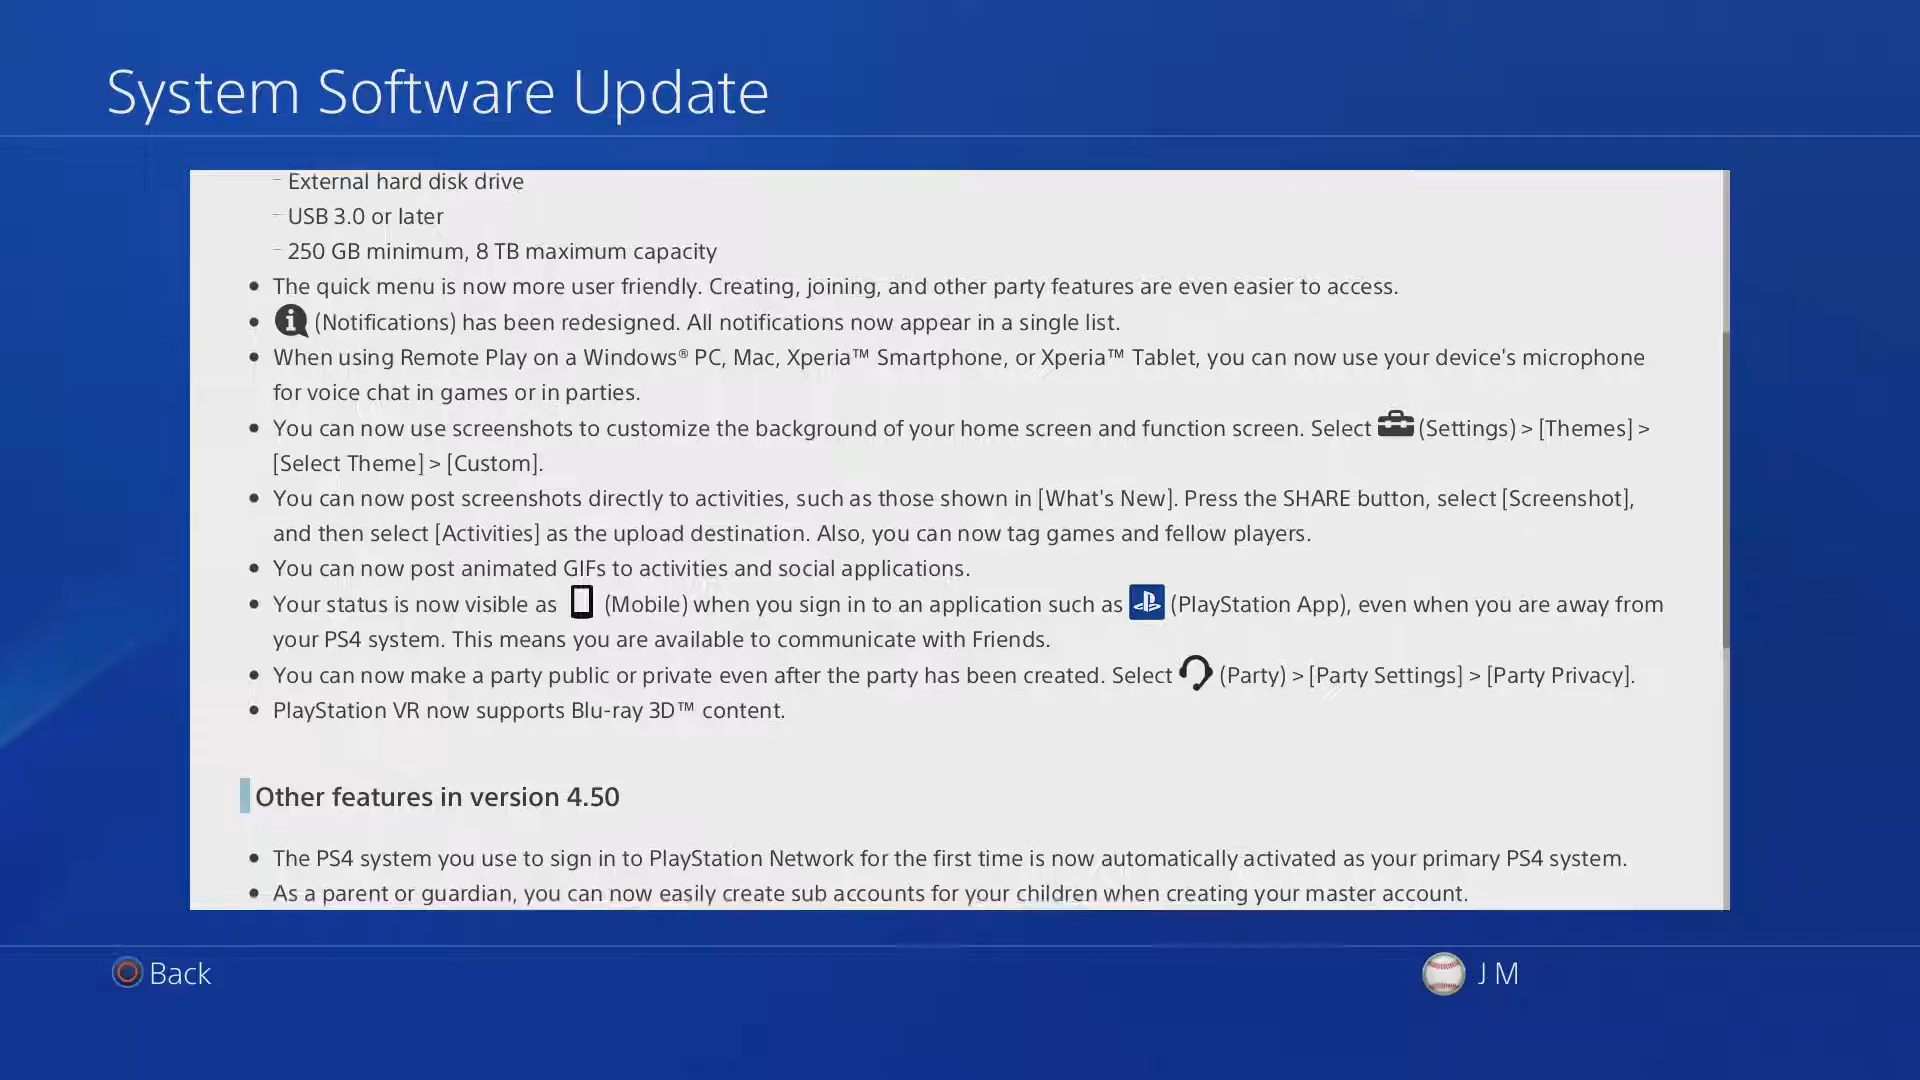 System Software Update
- External hard disk drive
- USB 3.0 or later
- 250 GB minimum, 8 TB maximum capacity
• The quick menu is now more user friendly. Creating, joining, and other party features are even easier to access.
• (Notifications) has been redesigned. All notifications now appear in a single list.
• When using Remote Play on a Windows® PC, Mac, Xperia™ Smartphone, or Xperia™ Tablet, you can now use your device's microphone
for voice chat in games or in parties.
• You can now use screenshots to customize the background of your home screen and function screen. Select (Settings) > [Themes] >
[Select Theme] > [Custom].
• You can now post screenshots directly to activities, such as those shown in [What's New]. Press the SHARE button, select [Screenshot],
and then select [Activities] as the upload destination. Also, you can now tag games and fellow players.
• You can now post animated GIFs to activities and social applications.
• Your status is now visible as (Mobile) when you sign in to an application such as (PlayStation App), even when you are away from
your PS4 system. This means you are available to communicate with Friends.
• You can now make a party public or private even after the party has been created. Select (Party) > [Party Settings] > [Party Privacy].
• PlayStation VR now supports Blu-ray 3D™ content.
Other features in version 4.50
• The PS4 system you use to sign in to PlayStation Network for the first time is now automatically activated as your primary PS4 system.
• As a parent or guardian, you can now easily create sub accounts for your children when creating your master account.
Back
J M